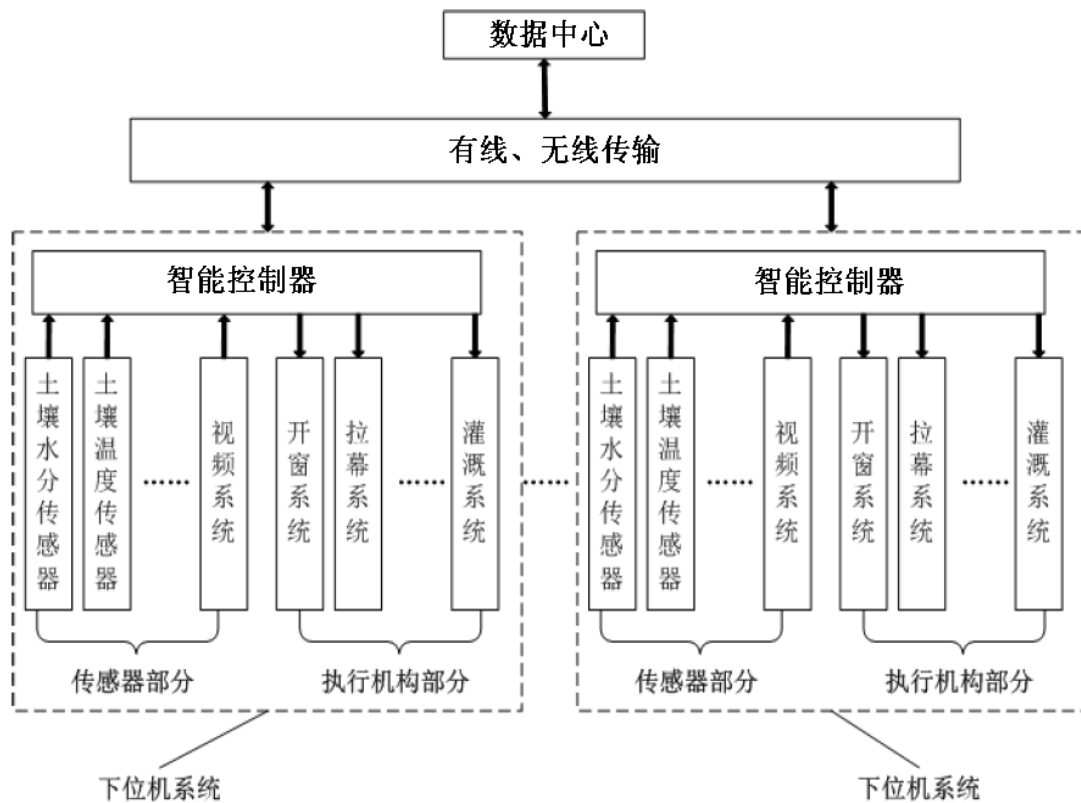 数据中心
有线、无线传输
智能控制器
土壤水分传感器
土壤温度传感器
……
视频系统
开窗系统
拉幕系统
……
灌溉系统
传感器部分
执行机构部分
下位机系统
……
智能控制器
土壤水分传感器
土壤温度传感器
……
视频系统
开窗系统
拉幕系统
……
灌溉系统
传感器部分
执行机构部分
下位机系统